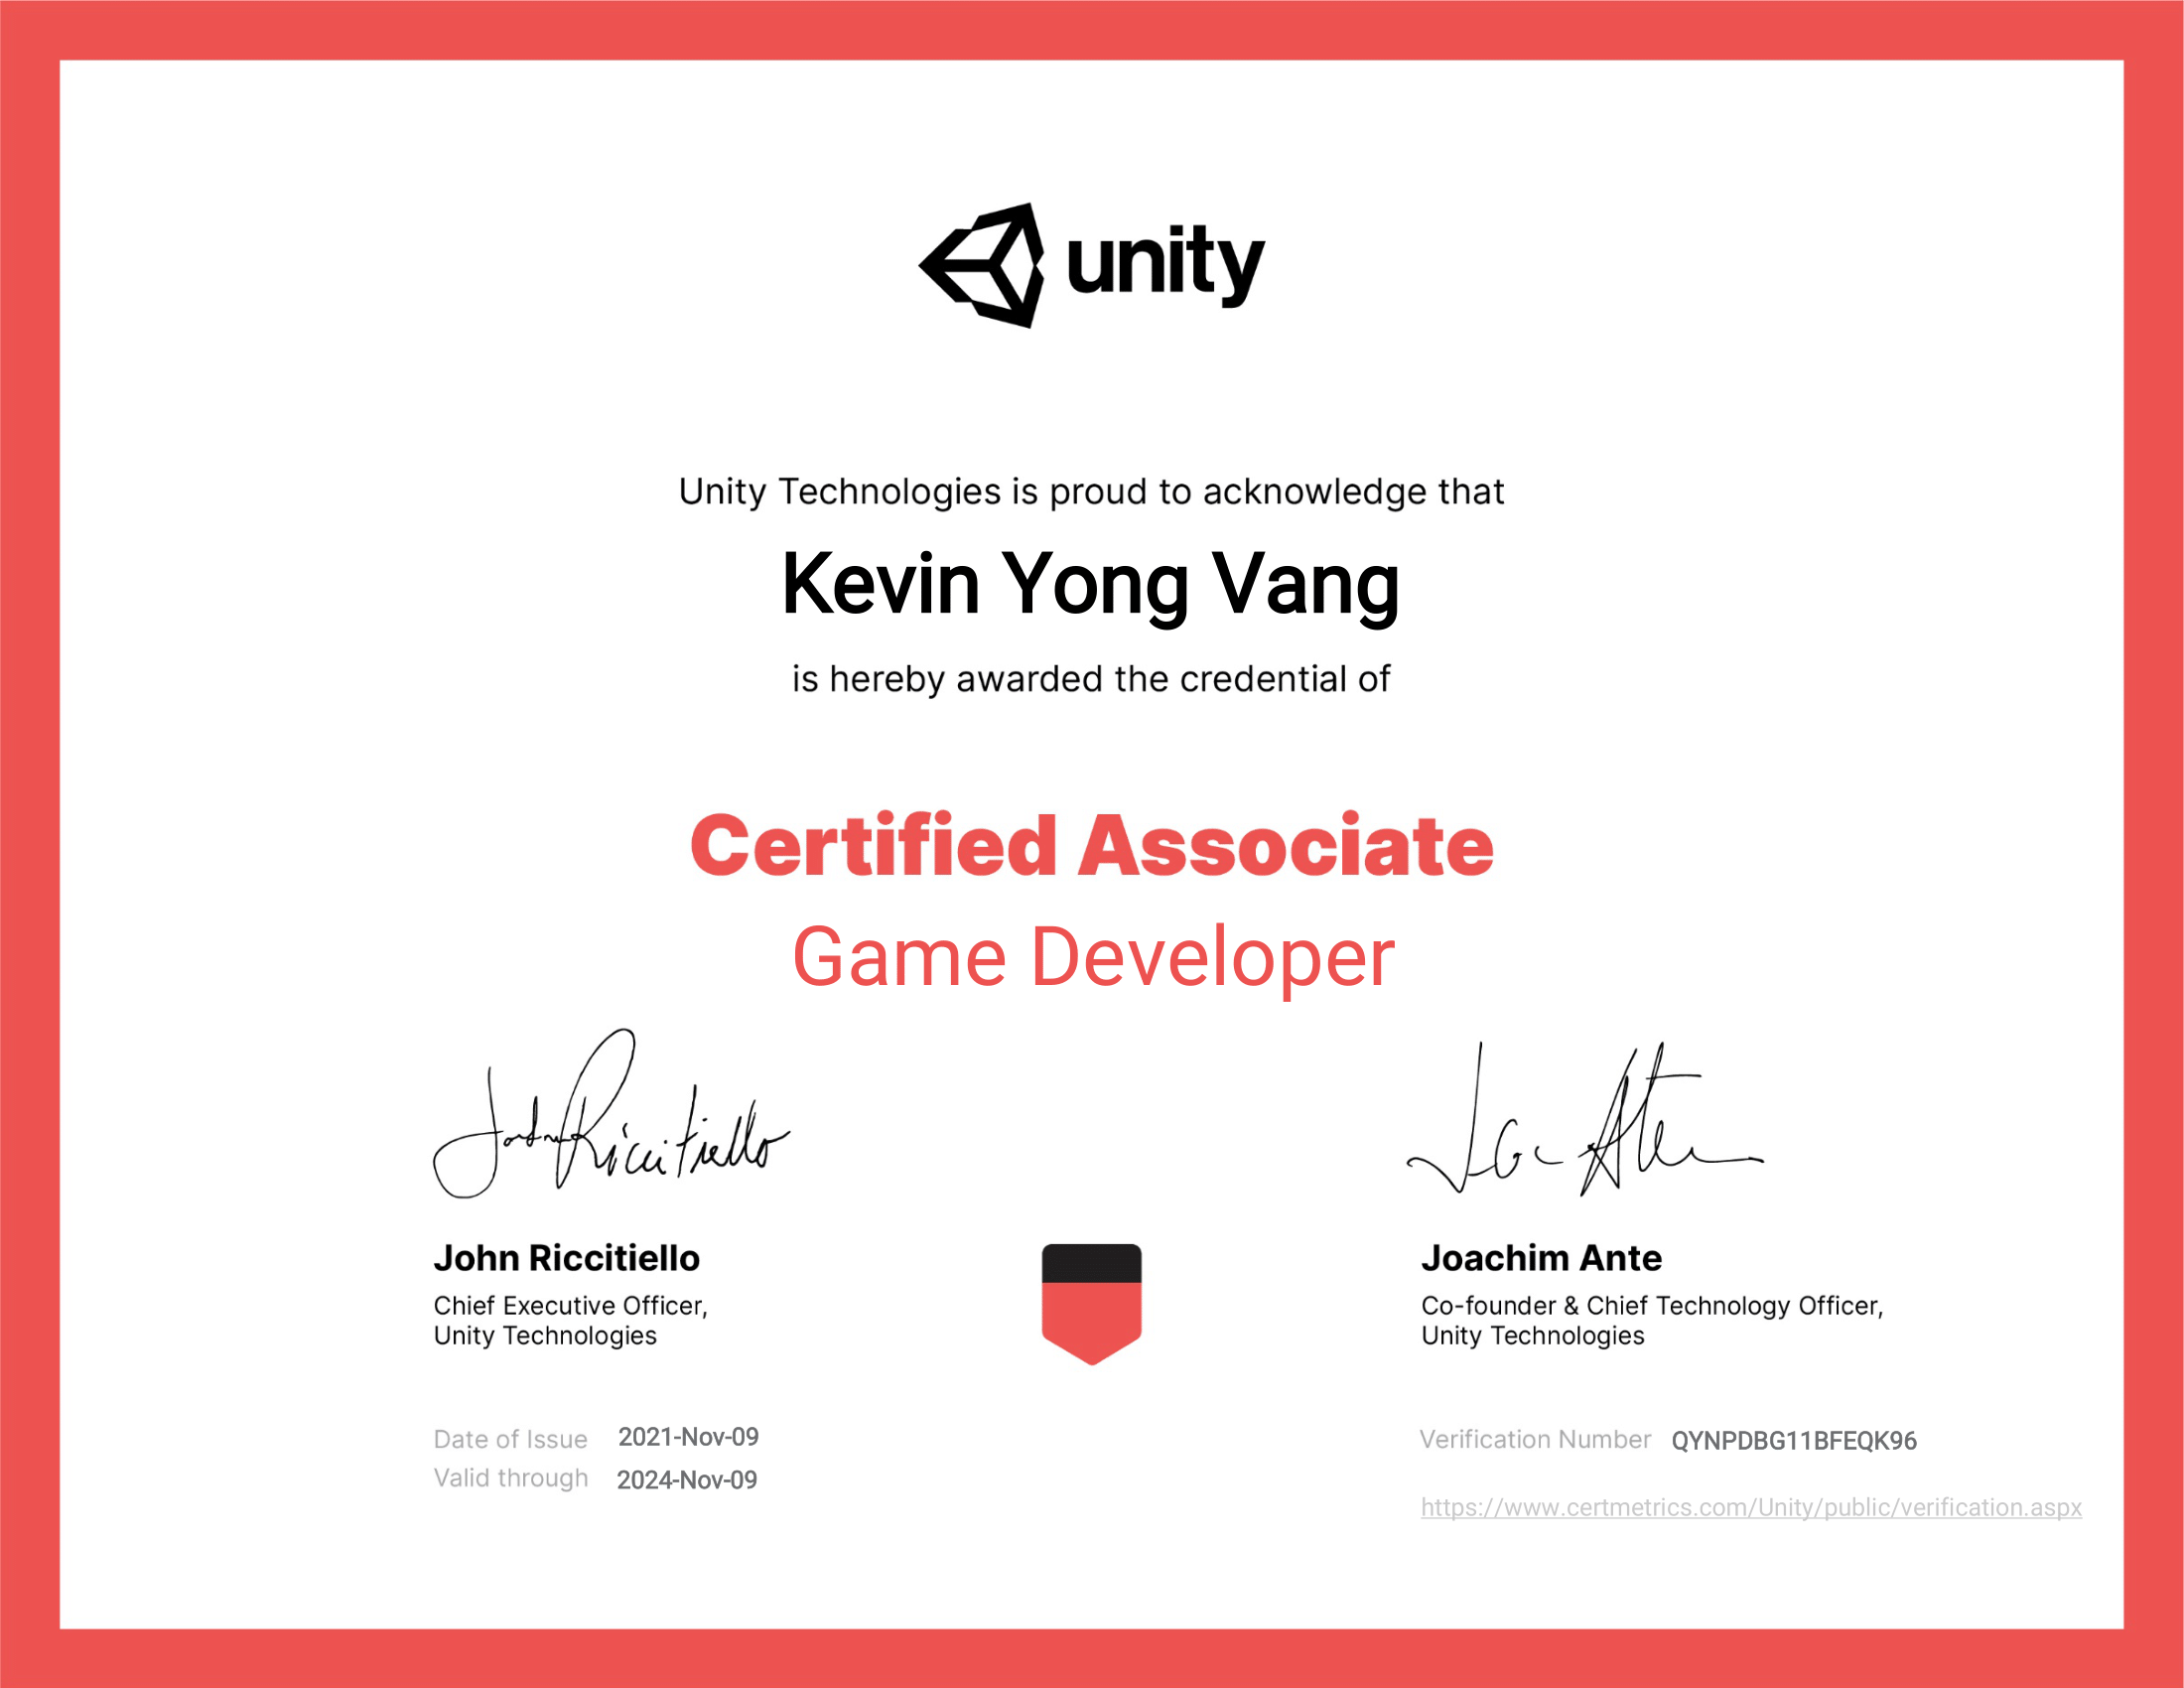 unity
Unity Technologies is proud to acknowledge that
Kevin Yong Vang
is hereby awarded the credential of
Certified Associate
Game Developer
John Riccitiello
John Riccitiello
Chief Executive Officer,
Unity Technologies
Joachim Ante
Co-founder & Chief Technology Officer,
Unity Technologies
Date of Issue 2021-Nov-09
Valid through 2024-Nov-09
Verification Number QYNPDBG11BFEQK96
https://www.certmetrics.com/Unity/public/verification.aspx